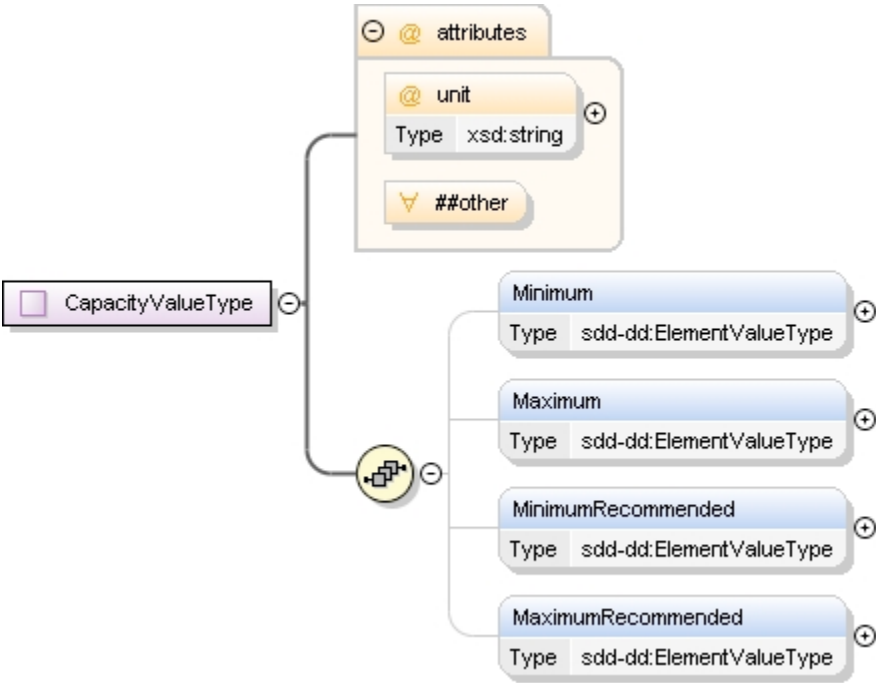 @ attributes
@ unit
Type xsd:string
∀ ##other
CapacityValueType
Minimum
Type sdd-dd:ElementValueType
Maximum
Type sdd-dd:ElementValueType
MinimumRecommended
Type sdd-dd:ElementValueType
MaximumRecommended
Type sdd-dd:ElementValueType